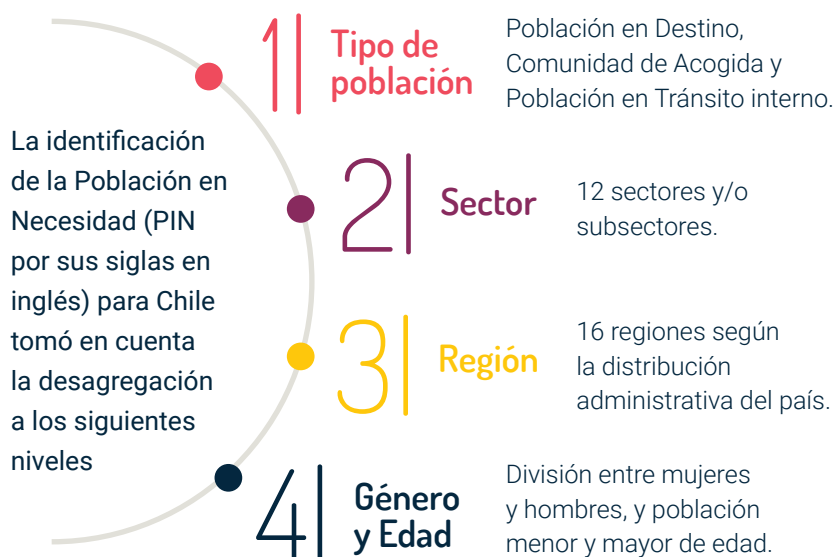 La identificación
de la Población en
Necesidad (PIN
por sus siglas en
inglés) para Chile
tomó en cuenta
la desagregación
a los siguientes
niveles
1
Tipo de
población
Población en Destino,
Comunidad de Acogida y
Población en Tránsito interno.
2
Sector
12 sectores y/o
subsectores.
3
Región
16 regiones según
la distribución
administrativa del país.
4
Género
y Edad
División entre mujeres
y hombres, y población
menor y mayor de edad.